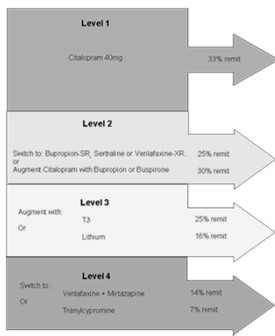 Level 1
Citalopram 40mg 33% remit
Level 2
Switch to: Bupropion-SR, Sertraline or Venlafaxine-XR. 25% remit
or
Augment Citalopram with Bupropion or Buspirone 30% remit
Level 3
Augment with:
T3 25% remit
Or
Lithium 16% remit
Level 4
Switch to:
Venlafaxine + Mirtazapine 14% remit
Or
Tranylcypromine 7% remit